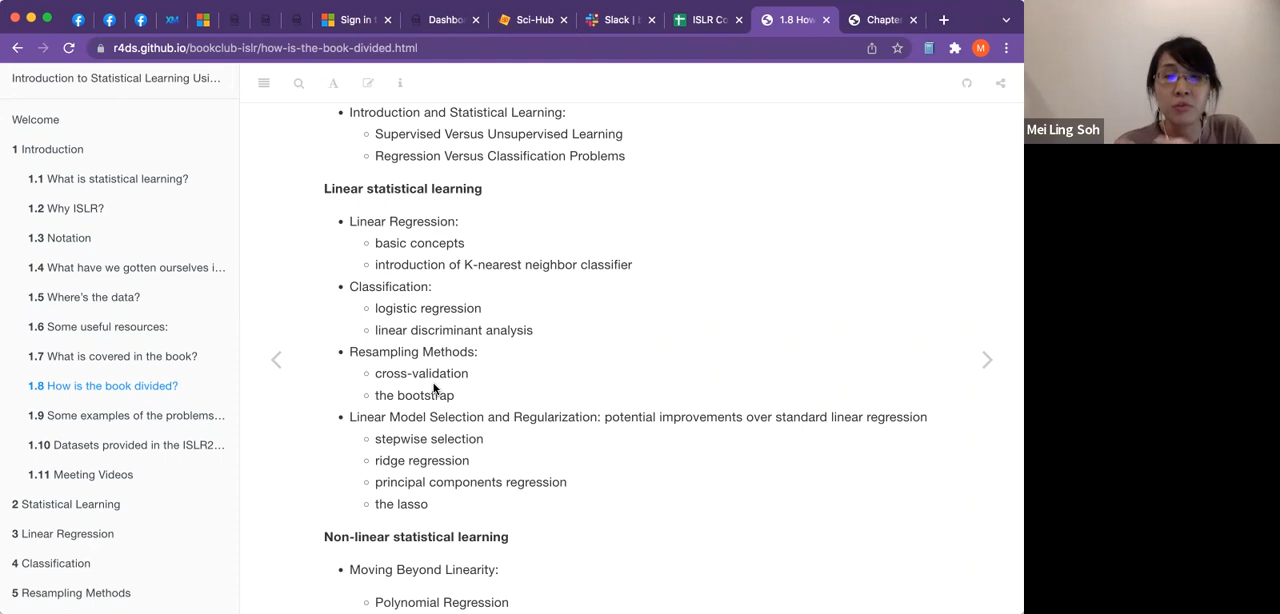 XM
Sign in t
Dashbo
Sci-Hub
Slack | b
ISLR Co
1.8 How
Chapter
r4ds.github.io/bookclub-islr/how-is-the-book-divided.html
M
Introduction to Statistical Learning Usi...
A
i
Welcome
1 Introduction
1.1 What is statistical learning?
1.2 Why ISLR?
1.3 Notation
1.4 What have we gotten ourselves i...
1.5 Where's the data?
1.6 Some useful resources:
1.7 What is covered in the book?
1.8 How is the book divided?
1.9 Some examples of the problems...
1.10 Datasets provided in the ISLR2...
1.11 Meeting Videos
2 Statistical Learning
3 Linear Regression
4 Classification
5 Resampling Methods
Introduction and Statistical Learning:
Supervised Versus Unsupervised Learning
Regression Versus Classification Problems
Linear statistical learning
Linear Regression:
basic concepts
introduction of K-nearest neighbor classifier
Classification:
logistic regression
linear discriminant analysis
Resampling Methods:
cross-validation
the bootstrap
Linear Model Selection and Regularization: potential improvements over standard linear regression
stepwise selection
ridge regression
principal components regression
the lasso
Non-linear statistical learning
Moving Beyond Linearity:
Polynomial Regression
Mei Ling Soh